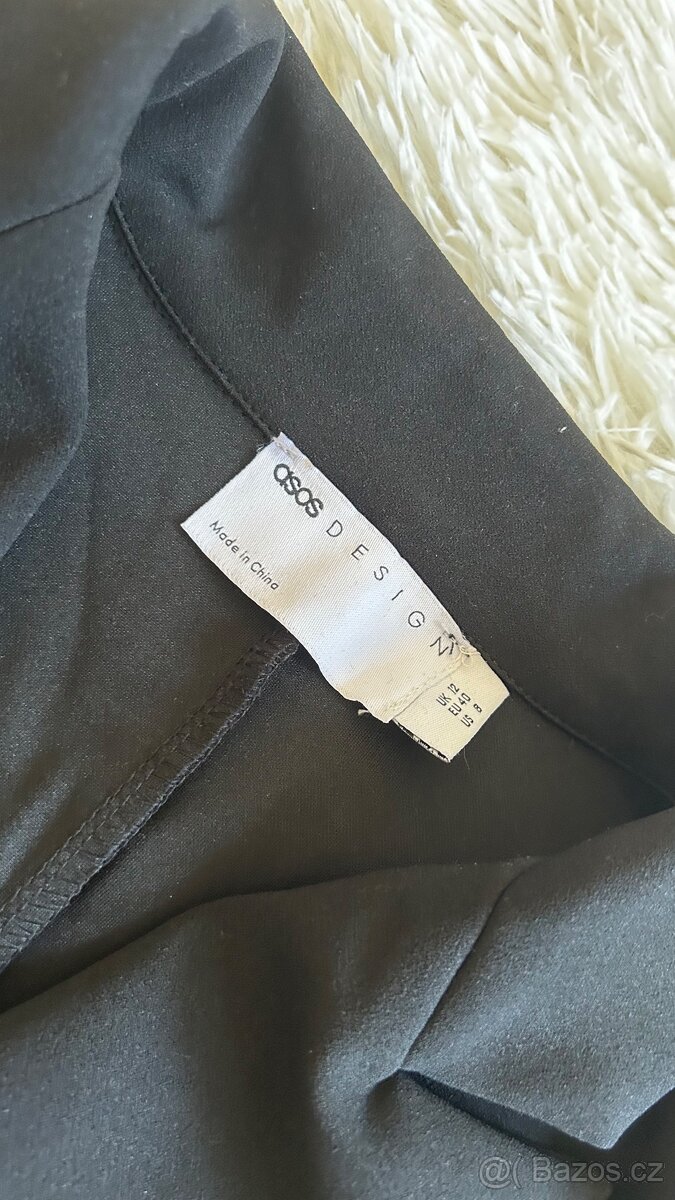 asos DESIGN
Made in China
UK 12
EU 40
US 8
@( Bazos.cz